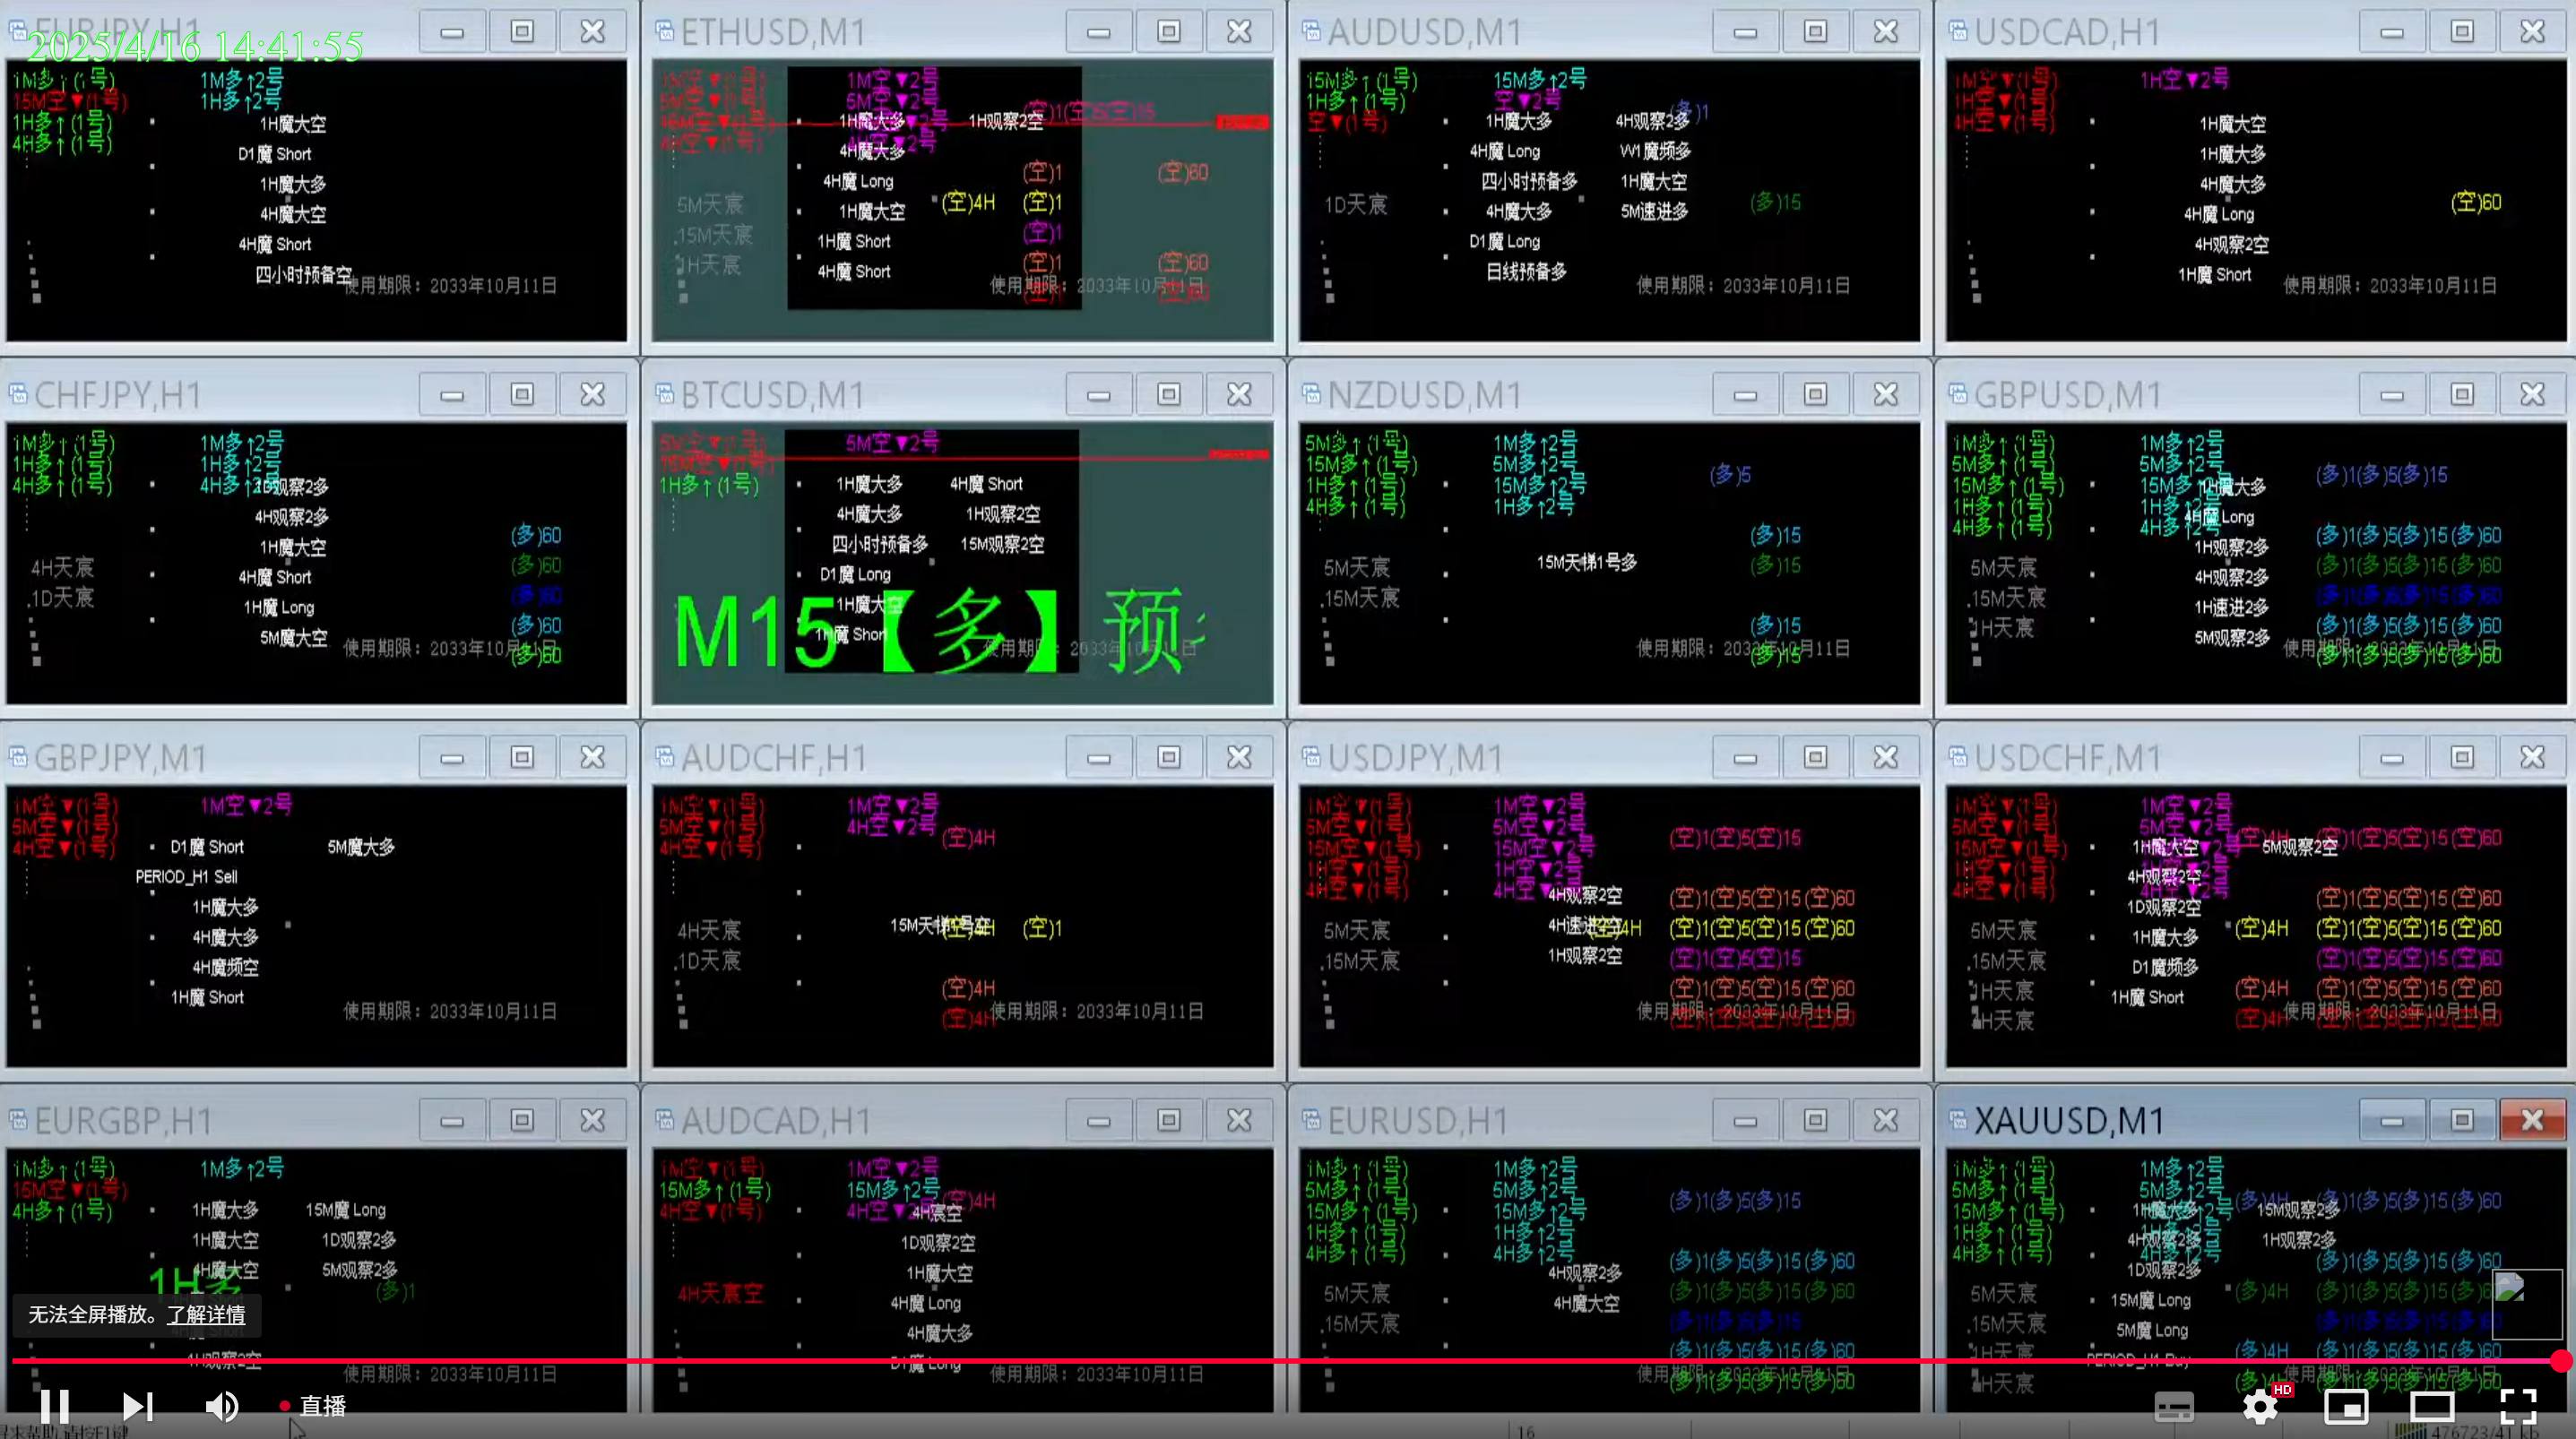 EURJPY,H1
2025/4/16 14:41:55
1M多↑(1号) 1M多↑2号
15M空▼(1号) 1H多↑2号
1H多↑(1号) 1H魔大空
4H多↑(1号)
D1魔 Short
1H魔大多
4H魔大空
4H魔 Short
四小时预备空
使用期限：2033年10月11日
ETHUSD,M1
1M空▼2号
5M空▼2号
1H魔大多 1H观察2空
4H魔大多
4H魔 Long
(空)1 (空)60
5M天宸 1H魔大空 (空)4H (空)1
15M天宸 1H魔 Short (空)1
1H天宸 4H魔 Short (空)1 (空)60
使用期限：2033年10月11日
AUDUSD,M1
15M多↑(1号) 15M多↑2号
1H多↑(1号) 空▼2号 (多)1
空▼(1号) 1H魔大多 4H观察2多
4H魔 Long W1魔频多
四小时预备多 1H魔大空
1D天宸 4H魔大多 5M速进多 (多)15
D1魔 Long
日线预备多
使用期限：2033年10月11日
USDCAD,H1
1M空▼(1号) 1H空▼2号
1H空▼(1号)
4H空▼(1号) 1H魔大空
1H魔大多
4H魔大多
4H魔 Long (空)60
4H观察2空
1H魔 Short
使用期限：2033年10月11日
CHFJPY,H1
1M多↑(1号) 1M多↑2号
1H多↑(1号) 1H多↑2号
4H多↑(1号) 4H多↑2号
4H观察2多
1H魔大空 (多)60
4H天宸 4H魔 Short (多)60
1D天宸 1H魔 Long (多)60
5M魔大空 (多)60
使用期限：2033年10月11日
(多)60
BTCUSD,M1
5M空▼(1号) 5M空▼2号
15M空▼(1号)
1H多↑(1号) 1H魔大多 4H魔 Short
4H魔大多 1H观察2空
四小时预备多 15M观察2空
D1魔 Long
1H魔大空
1H魔 Short
M15【多】预
NZDUSD,M1
5M多↑(1号) 1M多↑2号
15M多↑(1号) 5M多↑2号 (多)5
1H多↑(1号) 15M多↑2号
4H多↑(1号) 1H多↑2号
(多)15
5M天宸 15M天梯1号多 (多)15
15M天宸
(多)15
使用期限：2033年10月11日
(多)15
GBPUSD,M1
1M多↑(1号) 1M多↑2号
5M多↑(1号) 5M多↑2号 (多)1(多)5(多)15
15M多↑(1号) 15M多↑2号 1H魔大多
1H多↑(1号) 1H多↑2号 4H魔 Long
4H多↑(1号) 4H多↑2号 (多)1(多)5(多)15(多)60
1H观察2多
5M天宸 4H观察2多 (多)1(多)5(多)15(多)60
15M天宸 1H速进2多 (多)1(多)5(多)15(多)60
1H天宸 5M观察2多 (多)1(多)5(多)15(多)60
使用期限：2033年10月11日
(多)1(多)5(多)15(多)60
GBPJPY,M1
1M空▼(1号) 1M空▼2号
5M空▼(1号)
4H空▼(1号) D1魔 Short 5M魔大多
PERIOD_H1 Sell
1H魔大多
4H魔大多
4H魔频空
1H魔 Short
使用期限：2033年10月11日
AUDCHF,H1
1M空▼(1号) 1M空▼2号
5M空▼(1号) 4H空▼2号 (空)4H
4H空▼(1号)
4H天宸 (空)4H (空)1
1D天宸
(空)4H
使用期限：2033年10月11日
(空)4H
USDJPY,M1
1M空▼(1号) 1M空▼2号
5M空▼(1号) 5M空▼2号 (空)1(空)5(空)15
15M空▼(1号) 15M空▼2号
1H空▼(1号) 1H空▼2号
4H空▼(1号) 4H空▼2号 4H观察2空 (空)1(空)5(空)15(空)60
5M天宸 (空)4H (空)1(空)5(空)15(空)60
15M天宸 1H观察2空 (空)1(空)5(空)15
(空)1(空)5(空)15(空)60
使用期限：2033年10月11日
USDCHF,M1
1M空▼(1号) 1M空▼2号
5M空▼(1号) 5M空▼2号 (空)4H (空)1(空)5(空)15(空)60
15M空▼(1号) 1H魔大空 5M观察2空
1H空▼(1号) 4H观察2空
4H空▼(1号) 1D观察2空 (空)1(空)5(空)15(空)60
5M天宸 1H魔大多 (空)4H (空)1(空)5(空)15(空)60
15M天宸 D1魔频多 (空)1(空)5(空)15(空)60
1H天宸 1H魔 Short (空)4H (空)1(空)5(空)15(空)60
使用期限：2033年10月11日
EURGBP,H1
1M多↑(1号) 1M多↑2号
15M空▼(1号)
4H多↑(1号) 1H魔大多 15M魔 Long
1H魔大空 1D观察2多
4H魔大空 5M观察2多
1H多 (多)1
使用期限：2033年10月11日
AUDCAD,H1
1M空▼(1号) 1M空▼2号
15M多↑(1号) 15M多↑2号 (空)4H
4H空▼(1号) 4H空▼2号 4H宸空
1D观察2空
1H魔大空
4H天宸空 4H魔 Long
4H魔大多
D1魔 Long
使用期限：2033年10月11日
EURUSD,H1
1M多↑(1号) 1M多↑2号
5M多↑(1号) 5M多↑2号 (多)1(多)5(多)15
15M多↑(1号) 15M多↑2号
1H多↑(1号) 1H多↑2号
4H多↑(1号) 4H多↑2号 (多)1(多)5(多)15(多)60
4H观察2多
5M天宸 4H魔大空 (多)1(多)5(多)15(多)60
15M天宸 (多)1(多)5(多)15
(多)1(多)5(多)15(多)60
使用期限：2033年10月11日
XAUUSD,M1
1M多↑(1号) 1M多↑2号
5M多↑(1号) 5M多↑2号 (多)4H (多)1(多)5(多)15(多)60
15M多↑(1号) 1H魔大多 15M观察2多
1H多↑(1号) 4H观察2多 1H观察2多
4H多↑(1号) 1D观察2多 (多)1(多)5(多)15(多)60
5M天宸 15M魔 Long (多)4H (多)1(多)5(多)15
15M天宸 5M魔 Long
1H天宸 PERIOD_H1 Buy (多)4H (多)1(多)5(多)15(多)60
4H天宸 使用期限：2033年10月11日
无法全屏播放。了解详情
直播
HD
16
476723/41 kb